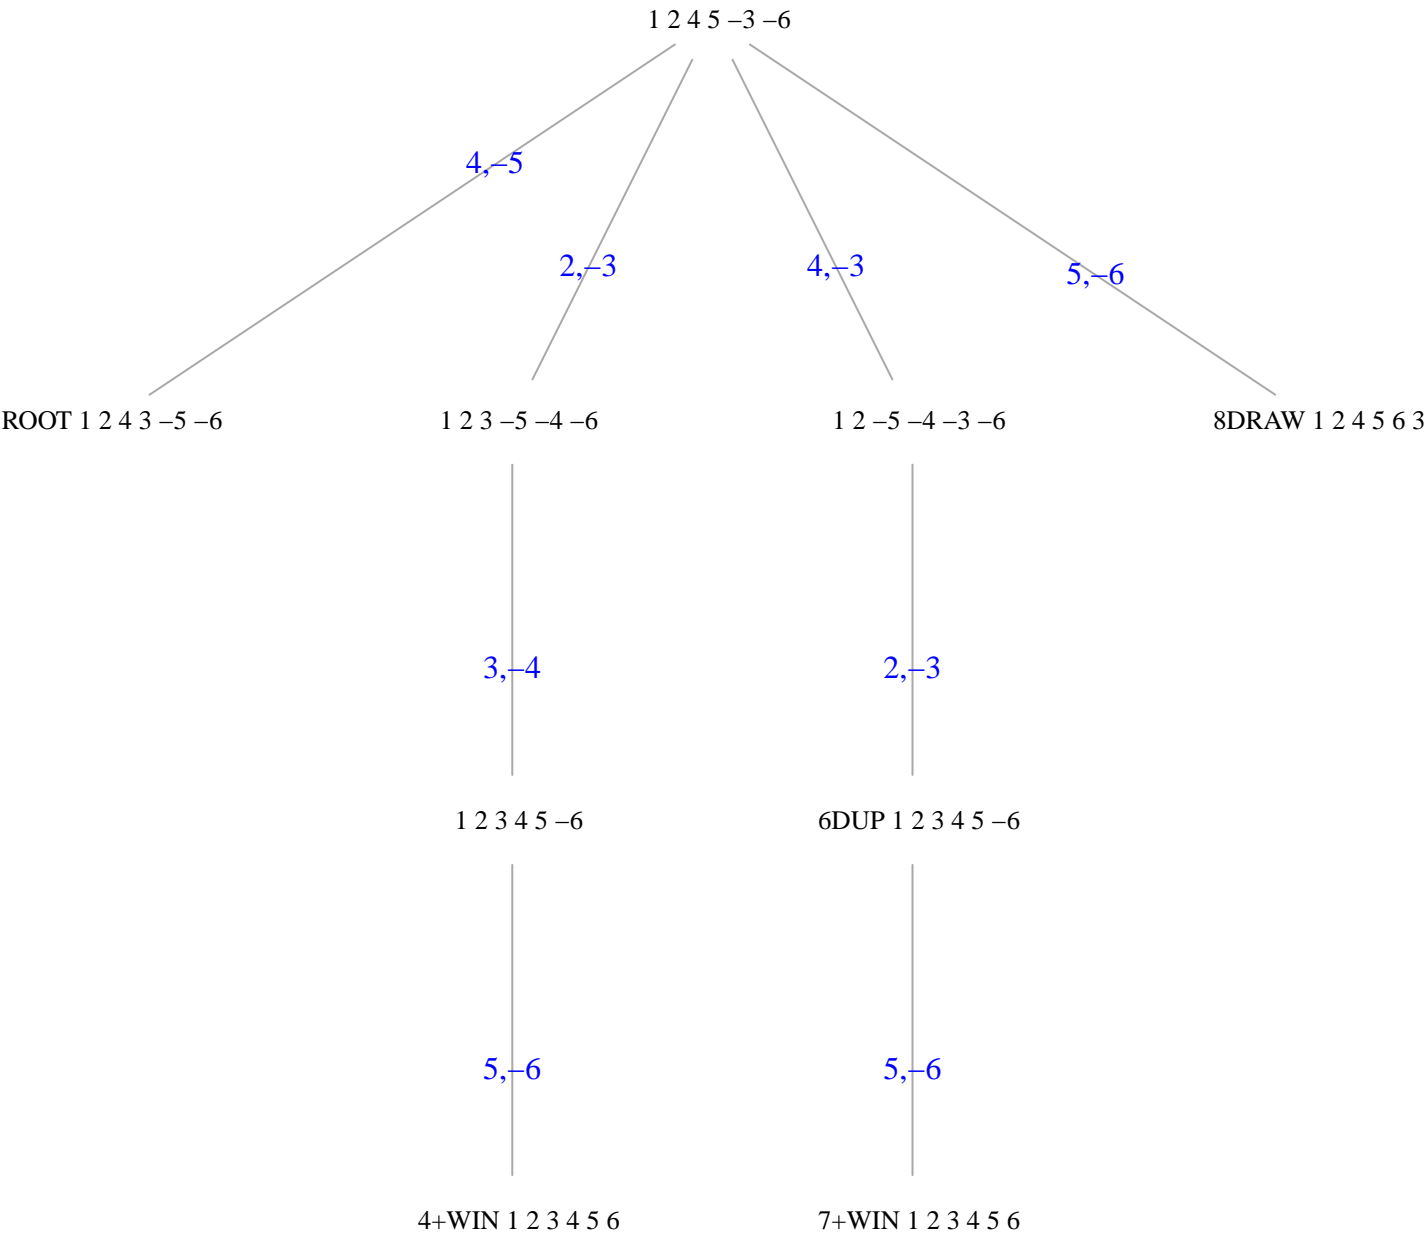 1 2 4 5 –3 –6
4,–5
2,–3
4,–3
5,–6
ROOT 1 2 4 3 –5 –6
1 2 3 –5 –4 –6
1 2 –5 –4 –3 –6
8DRAW 1 2 4 5 6 3
3,–4
2,–3
1 2 3 4 5 –6
6DUP 1 2 3 4 5 –6
5,–6
5,–6
4+WIN 1 2 3 4 5 6
7+WIN 1 2 3 4 5 6